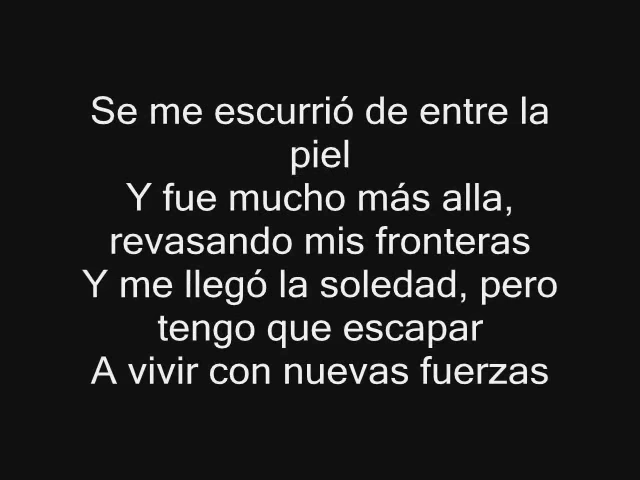 Se me escurrió de entre la
piel
Y fue mucho más alla,
revasando mis fronteras
Y me llegó la soledad, pero
tengo que escapar
A vivir con nuevas fuerzas